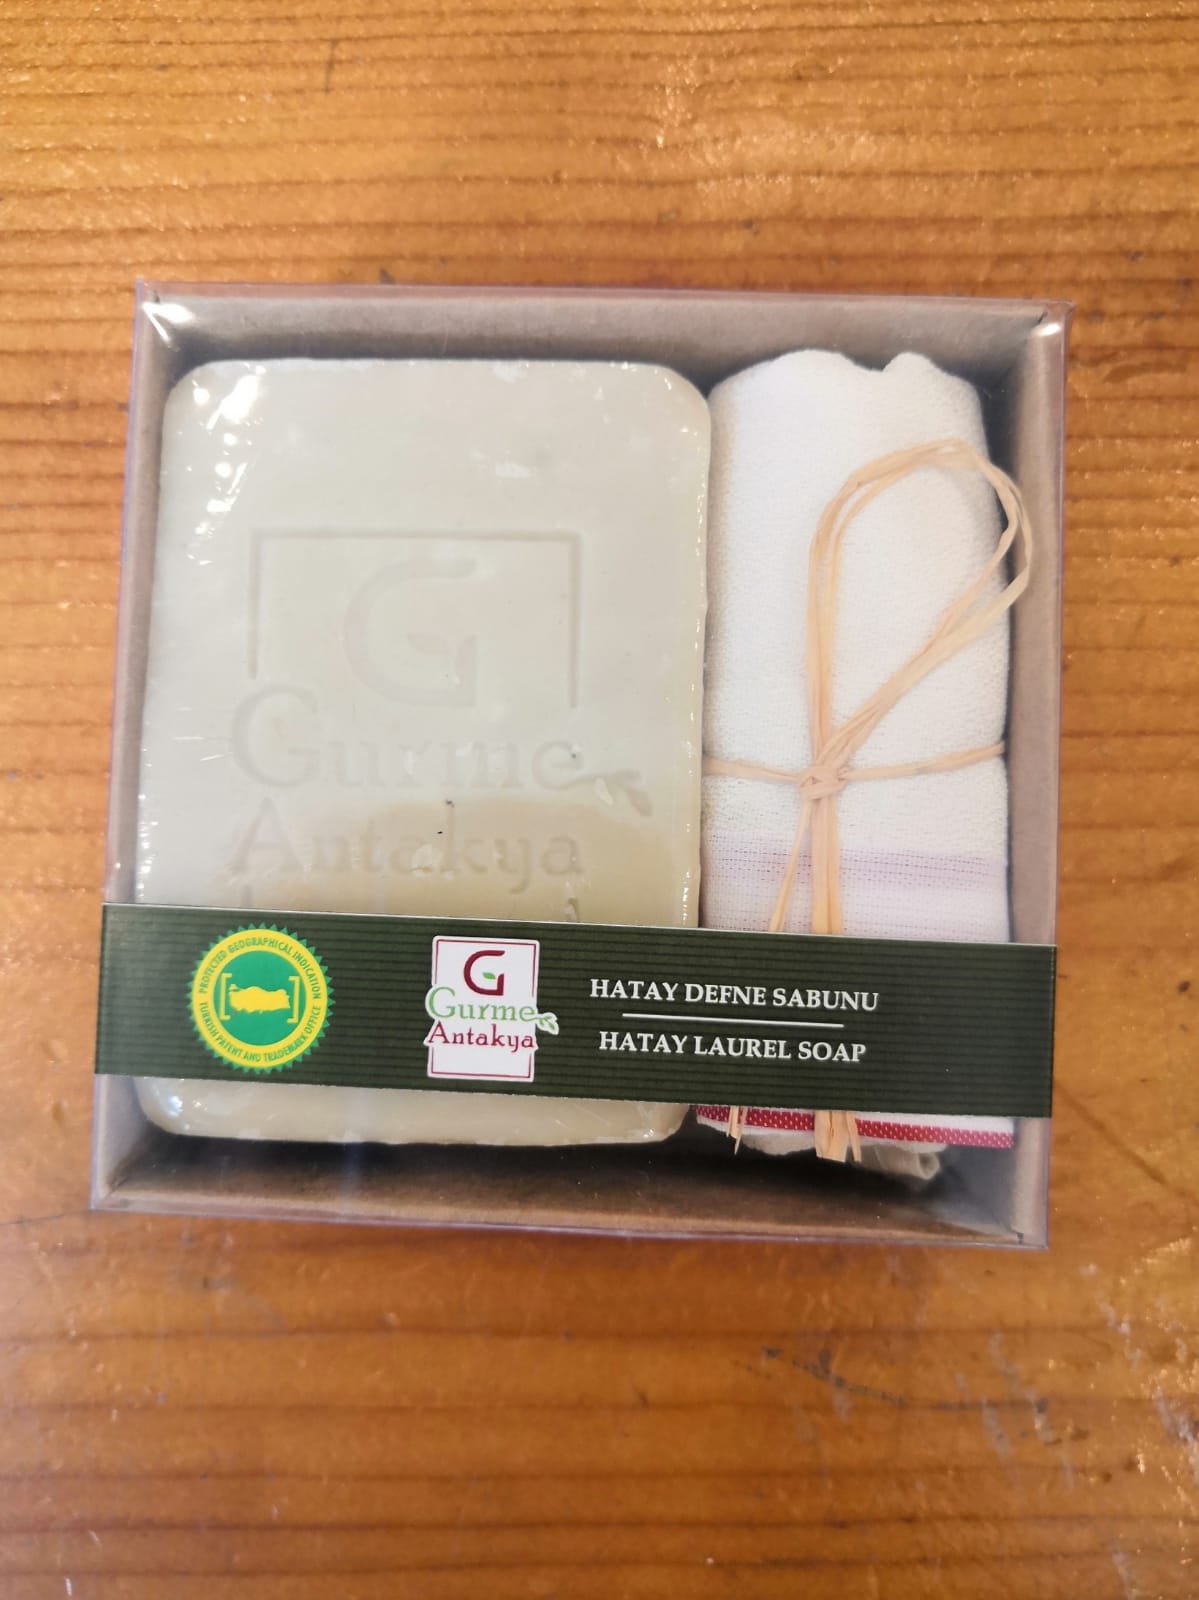 G
Gurme
Antakya
PROTECTED GEOGRAPHICAL INDICATION
TURKISH PATENT AND TRADEMARK OFFICE
G
Gurme
Antakya
HATAY DEFNE SABUNU
HATAY LAUREL SOAP